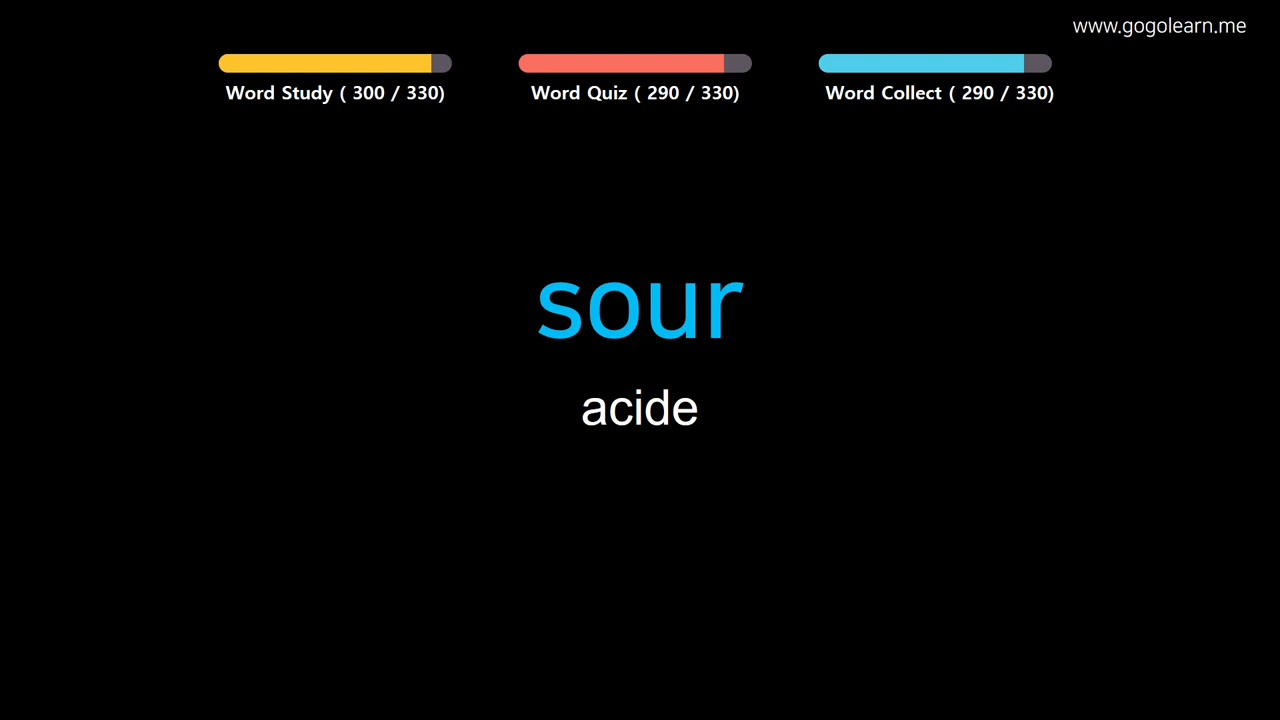 www.gogolearn.me
Word Study ( 300 / 330)
Word Quiz ( 290 / 330)
Word Collect ( 290 / 330)
sour
acide